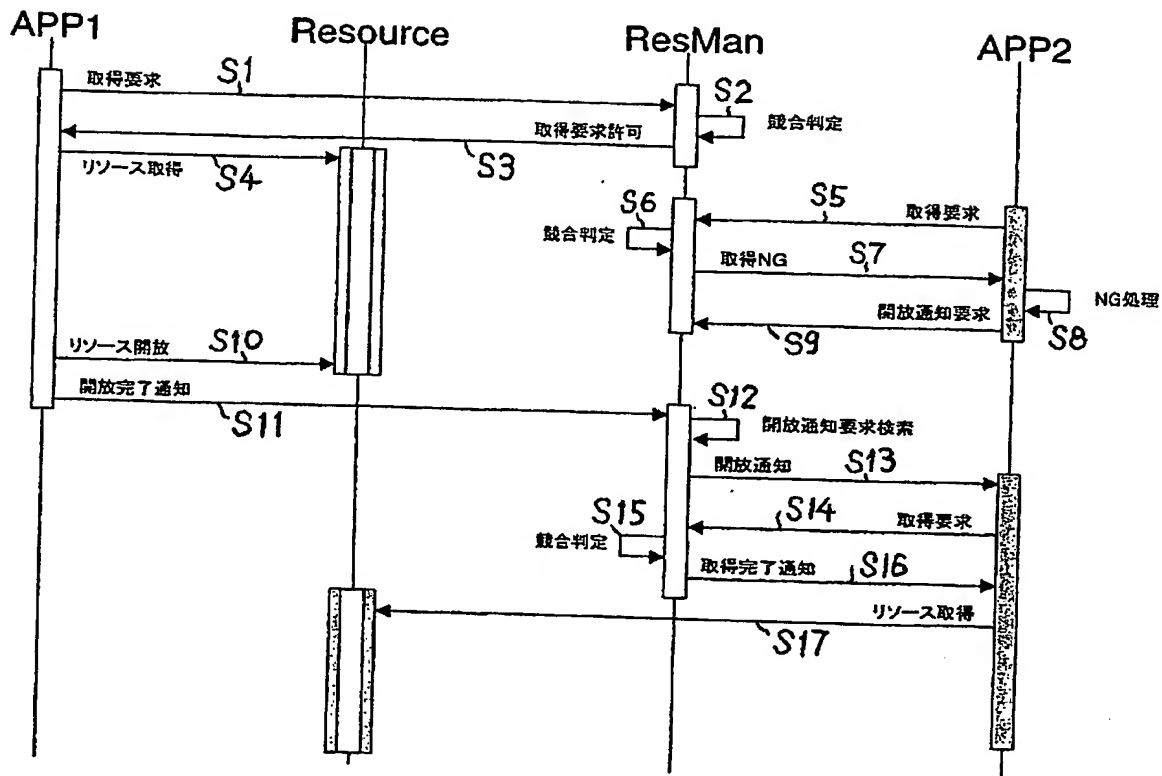 APP1
Resource
ResMan
APP2
取得要求
S1
S2
競合判定
取得要求許可
S3
リソース取得
S4
S5
取得要求
S6
競合判定
取得NG
S7
NG処理
S8
開放通知要求
S9
リソース開放
S10
開放完了通知
S11
S12
開放通知要求検索
開放通知
S13
S14
取得要求
S15
競合判定
取得完了通知
S16
リソース取得
S17